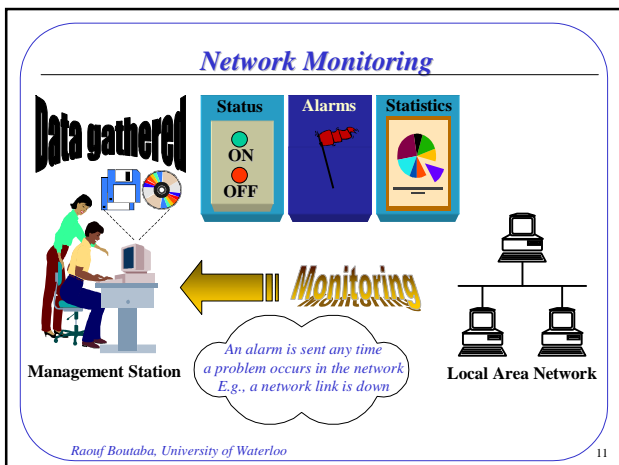 Network Monitoring
Data gathered
Status
ON
OFF
Alarms
Statistics
Monitoring
An alarm is sent any time
a problem occurs in the network
E.g., a network link is down
Management Station
Local Area Network
Raouf Boutaba, University of Waterloo
11